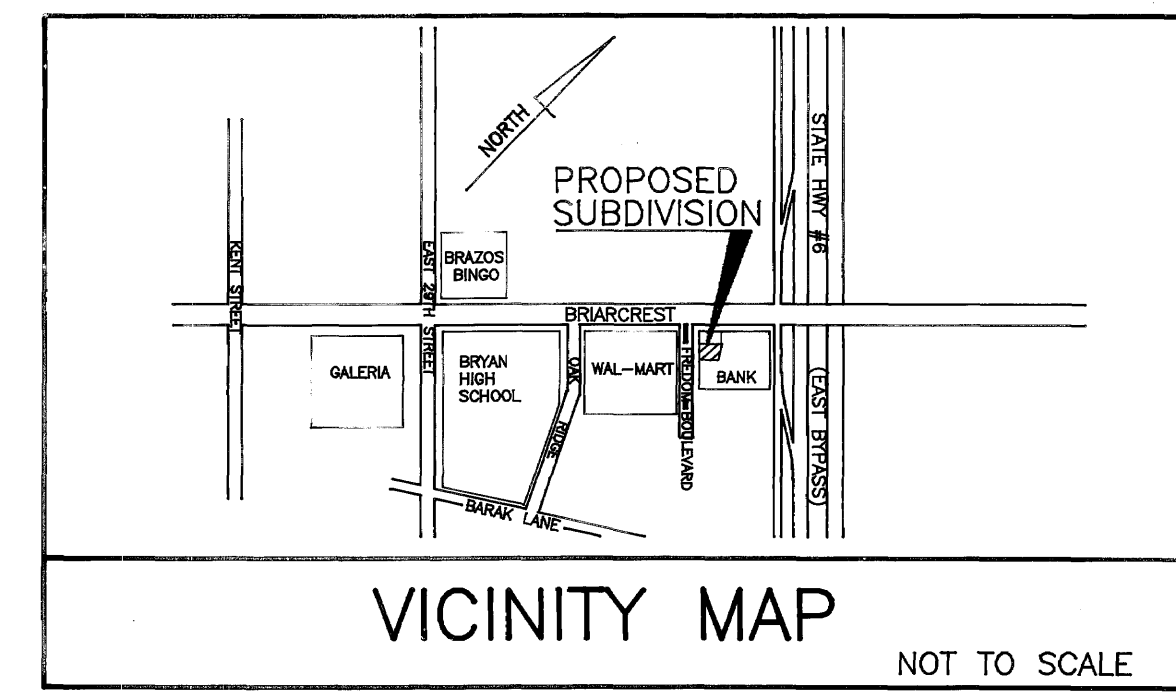 NORTH
PROPOSED
SUBDIVISION
STATE HWY #6
KENT STREET
EAST 29TH STREET
BRAZOS
BINGO
BRIARCREST
GALERIA
BRYAN
HIGH
SCHOOL
OAK
RIDGE
WAL-MART
FREDOM BOULEVARD
BANK
(EAST BYPASS)
BARAK LANE
VICINITY MAP
NOT TO SCALE